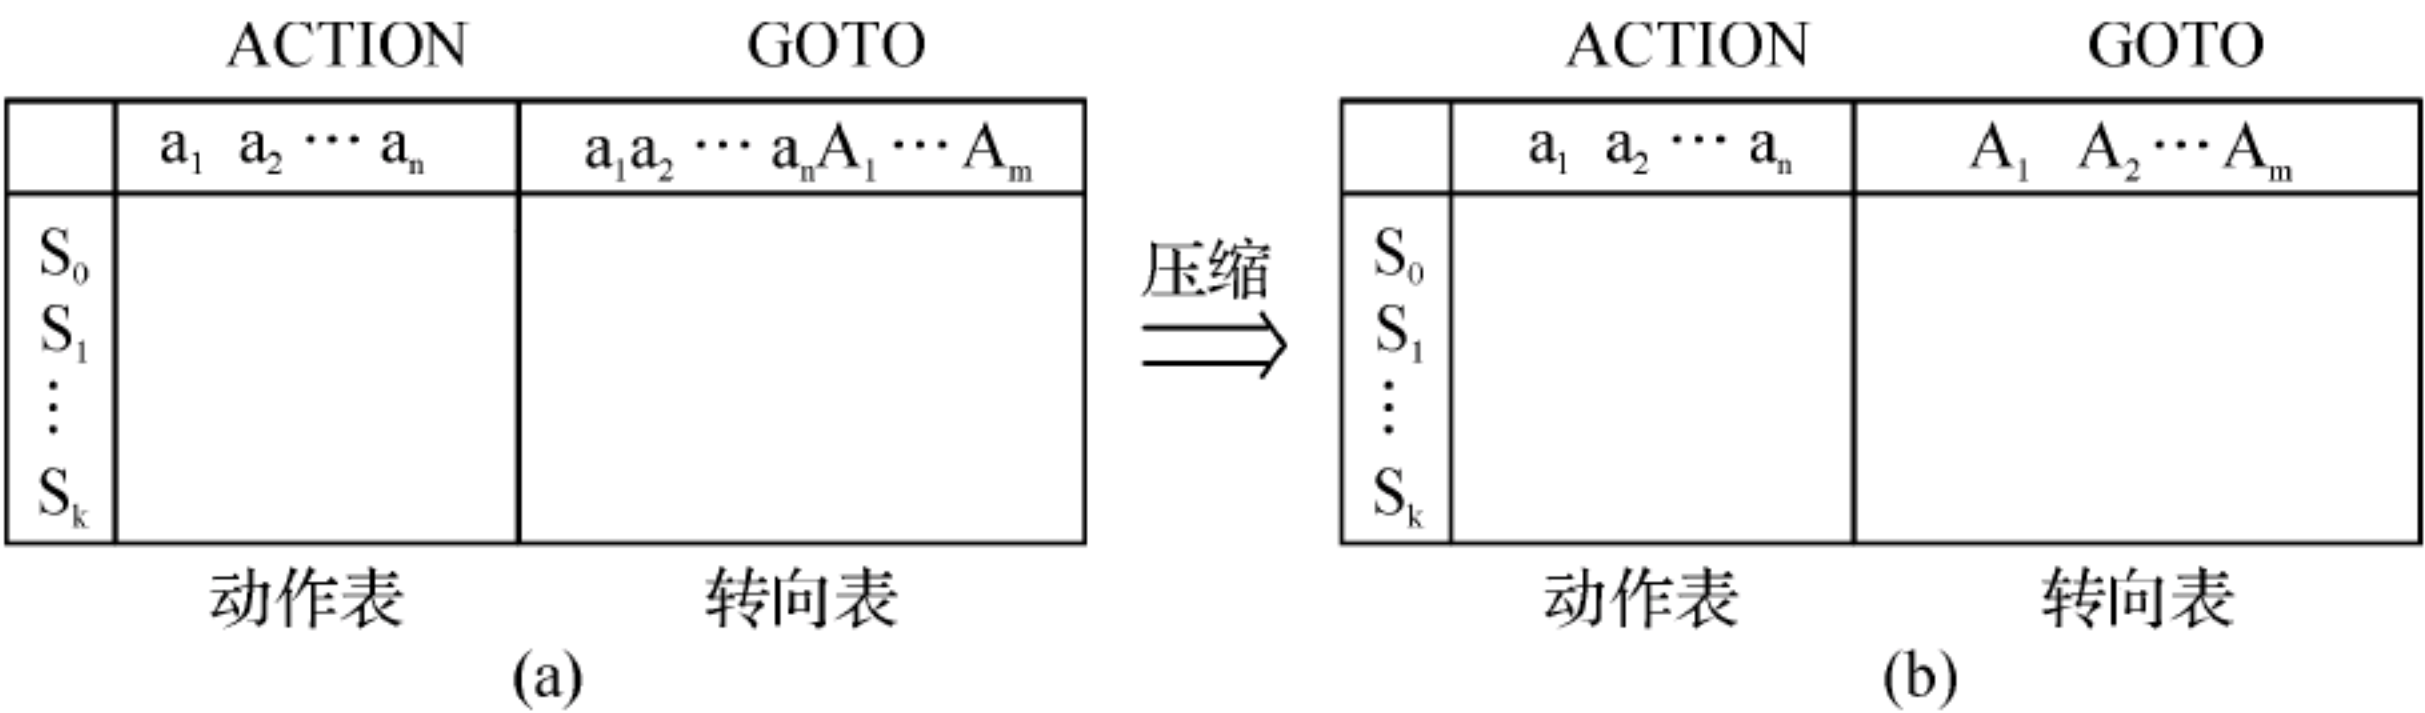 ACTION GOTO ACTION GOTO
a₁ a₂ ⋯ aₙ a₁a₂ ⋯ aₙA₁ ⋯ Aₘ a₁ a₂ ⋯ aₙ A₁ A₂ ⋯ Aₘ
S₀ S₀
压缩
S₁ S₁
⋮ ⋮
Sₖ Sₖ
动作表 转向表 动作表 转向表
(a) (b)